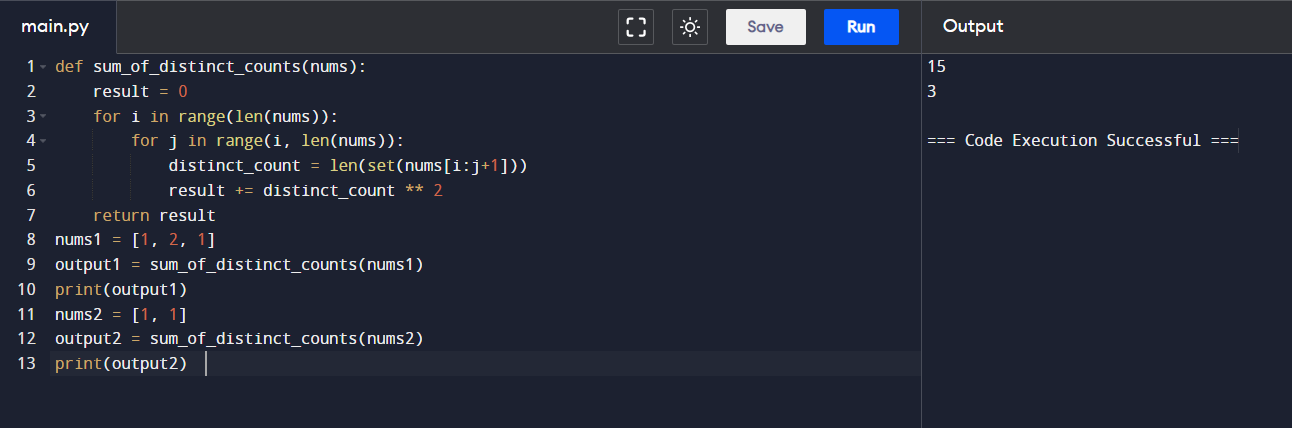 main.py
Save
Run
Output
1 def sum_of_distinct_counts(nums):
2     result = 0
3     for i in range(len(nums)):
4         for j in range(i, len(nums)):
5             distinct_count = len(set(nums[i:j+1]))
6             result += distinct_count ** 2
7     return result
8 nums1 = [1, 2, 1]
9 output1 = sum_of_distinct_counts(nums1)
10 print(output1)
11 nums2 = [1, 1]
12 output2 = sum_of_distinct_counts(nums2)
13 print(output2)
15
3
=== Code Execution Successful ===